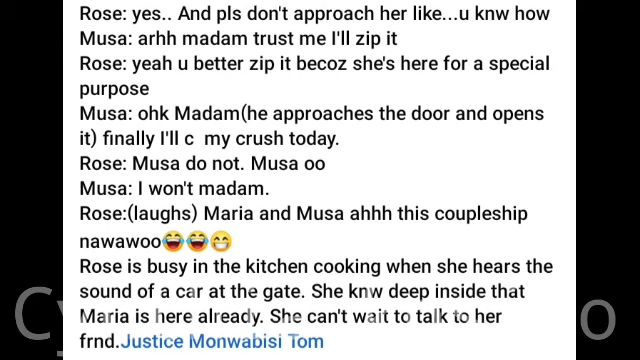 Rose: yes.. And pls don't approach her like...u knw how
Musa: arhh madam trust me I'll zip it
Rose: yeah u better zip it becoz she's here for a special
purpose
Musa: ohk Madam(he approaches the door and opens
it) finally I'll c  my crush today.
Rose: Musa do not. Musa oo
Musa: I won't madam.
Rose:(laughs) Maria and Musa ahhh this coupleship
nawawoo😂😂😁
Rose is busy in the kitchen cooking when she hears the
sound of a car at the gate. She knw deep inside that
Maria is here already. She can't wait to talk to her
frnd.Justice Monwabisi Tom